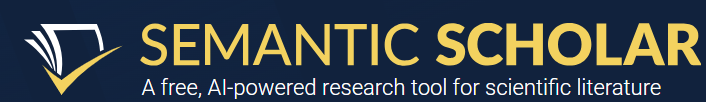 SEMANTIC SCHOLAR
A free, AI-powered research tool for scientific literature